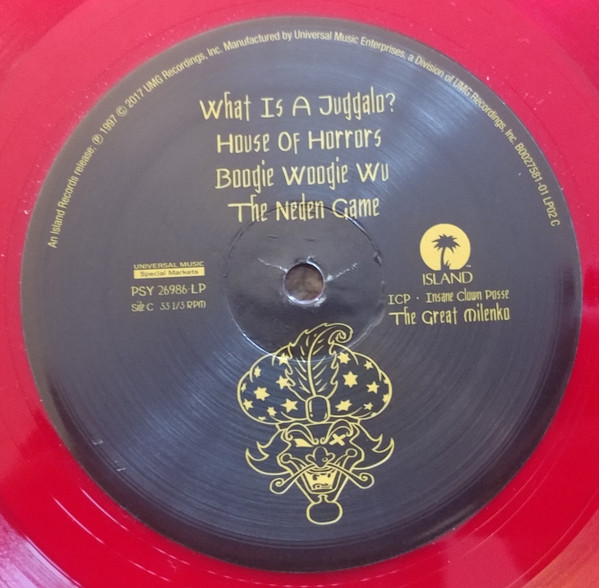 An Island Records release; ℗ 1997 © 2017 UMG Recordings, Inc. Manufactured by Universal Music Enterprises, a Division of UMG Recordings, Inc. B0027581-01 LP02 C
What Is A Juggalo?
House Of Horrors
Boogie Woogie Wu
The Neden Game
UNIVERSAL MUSIC
Special Markets
PSY 26986-LP
Side C 33 1/3 RPM
ISLAND
ICP · Insane Clown Posse
The Great Milenko